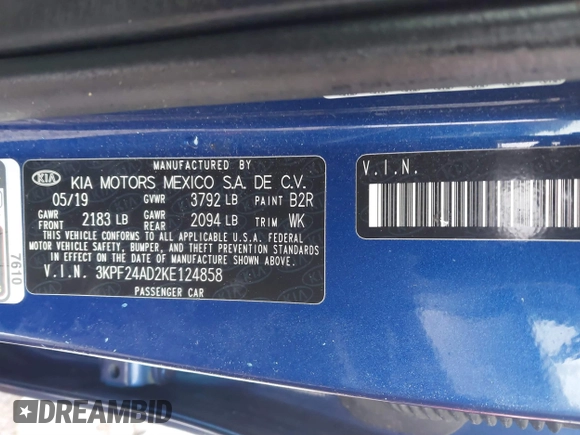 MANUFACTURED BY
KIA KIA MOTORS MEXICO S.A. DE C.V.
05/19 GVWR 3792 LB PAINT B2R
GAWR FRONT 2183 LB GAWR REAR 2094 LB TRIM WK
THIS VEHICLE CONFORMS TO ALL APPLICABLE U.S.A. FEDERAL
MOTOR VEHICLE SAFETY, BUMPER, AND THEFT PREVENTION STANDARDS
IN EFFECT ON THE DATE OF MANUFACTURE SHOWN ABOVE.
V.I.N. 3KPF24AD2KE124858
PASSENGER CAR
V.I.N.
7610
DREAMBID